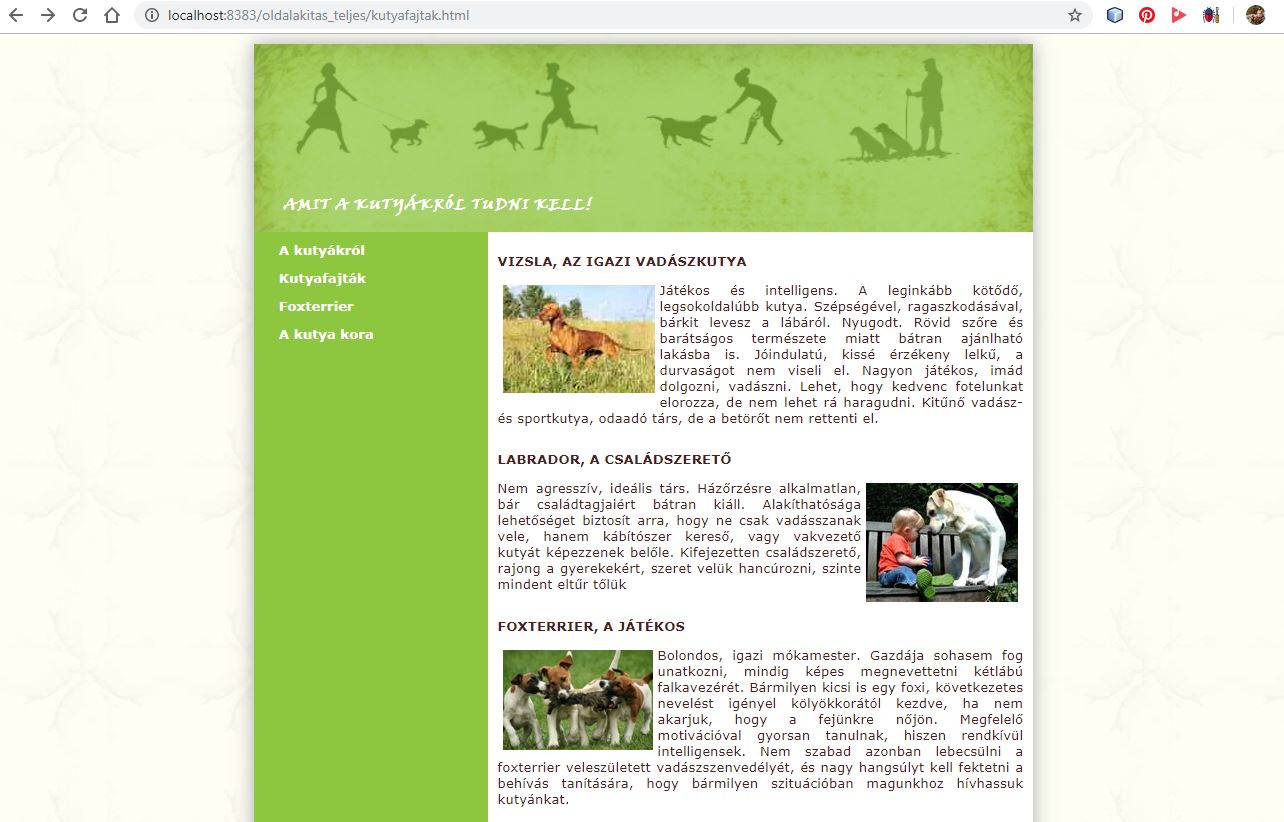 localhost:8383/oldalakitas_teljes/kutyafajtak.html
AMIT A KUTYÁKRÓL TUDNI KELL!
A kutyákról
Kutyafajták
Foxterrier
A kutya kora
VIZSLA, AZ IGAZI VADÁSZKUTYA
Játékos és intelligens. A leginkább kötődő,
legsokoldalúbb kutya. Szépségével, ragaszkodásával,
bárkit levesz a lábáról. Nyugodt. Rövid szőre és
barátságos természete miatt bátran ajánlható
lakásba is. Jóindulatú, kissé érzékeny lelkű, a
durvaságot nem viseli el. Nagyon játékos, imád
dolgozni, vadászni. Lehet, hogy kedvenc fotelunkat
elorozza, de nem lehet rá haragudni. Kitűnő vadász-
és sportkutya, odaadó társ, de a betörőt nem rettenti el.
LABRADOR, A CSALÁDSZERETŐ
Nem agresszív, ideális társ. Házőrzésre alkalmatlan,
bár családtagjaiért bátran kiáll. Alakíthatósága
lehetőséget biztosít arra, hogy ne csak vadásszanak
vele, hanem kábítószer kereső, vagy vakvezető
kutyát képezzenek belőle. Kifejezetten családszerető,
rajong a gyerekekért, szeret velük hancúrozni, szinte
mindent eltűr tőlük
FOXTERRIER, A JÁTÉKOS
Bolondos, igazi mókamester. Gazdája sohasem fog
unatkozni, mindig képes megnevettetni kétlábú
falkavezérét. Bármilyen kicsi is egy foxi, következetes
nevelést igényel kölyökkorától kezdve, ha nem
akarjuk, hogy a fejünkre nőjön. Megfelelő
motivációval gyorsan tanulnak, hiszen rendkívül
intelligensek. Nem szabad azonban lebecsülni a
foxterrier veleszületett vadászszenvedélyét, és nagy hangsúlyt kell fektetni a
behívás tanítására, hogy bármilyen szituációban magunkhoz hívhassuk
kutyánkat.